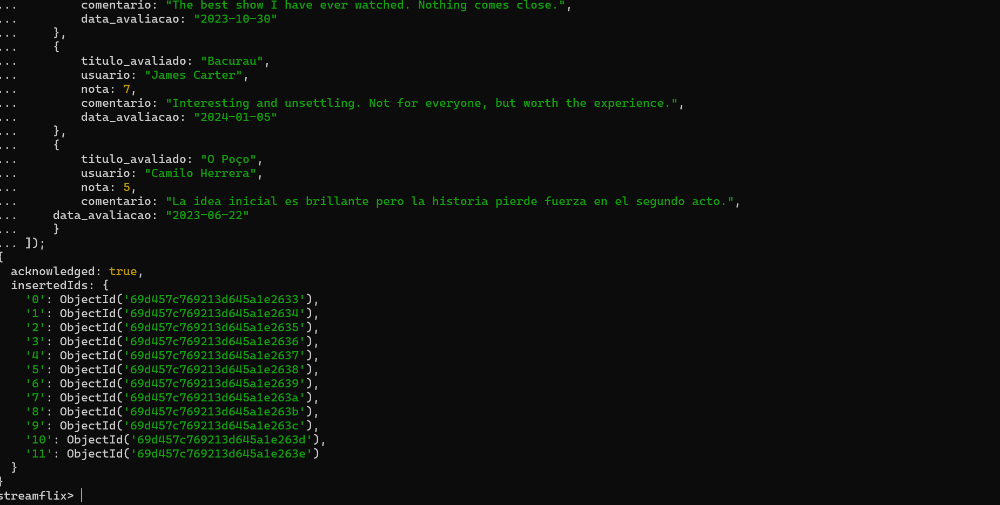 ... comentario: "The best show I have ever watched. Nothing comes close.",
... data_avaliacao: "2023-10-30"
... },
... {
... titulo_avaliado: "Bacurau",
... usuario: "James Carter",
... nota: 7,
... comentario: "Interesting and unsettling. Not for everyone, but worth the experience.",
... data_avaliacao: "2024-01-05"
... },
... {
... titulo_avaliado: "O Poço",
... usuario: "Camilo Herrera",
... nota: 5,
... comentario: "La idea inicial es brillante pero la historia pierde fuerza en el segundo acto.",
... data_avaliacao: "2023-06-22"
... }
... ]);
{
acknowledged: true,
insertedIds: {
'0': ObjectId('69d457c769213d645a1e2633'),
'1': ObjectId('69d457c769213d645a1e2634'),
'2': ObjectId('69d457c769213d645a1e2635'),
'3': ObjectId('69d457c769213d645a1e2636'),
'4': ObjectId('69d457c769213d645a1e2637'),
'5': ObjectId('69d457c769213d645a1e2638'),
'6': ObjectId('69d457c769213d645a1e2639'),
'7': ObjectId('69d457c769213d645a1e263a'),
'8': ObjectId('69d457c769213d645a1e263b'),
'9': ObjectId('69d457c769213d645a1e263c'),
'10': ObjectId('69d457c769213d645a1e263d'),
'11': ObjectId('69d457c769213d645a1e263e')
}
}
streamflix>